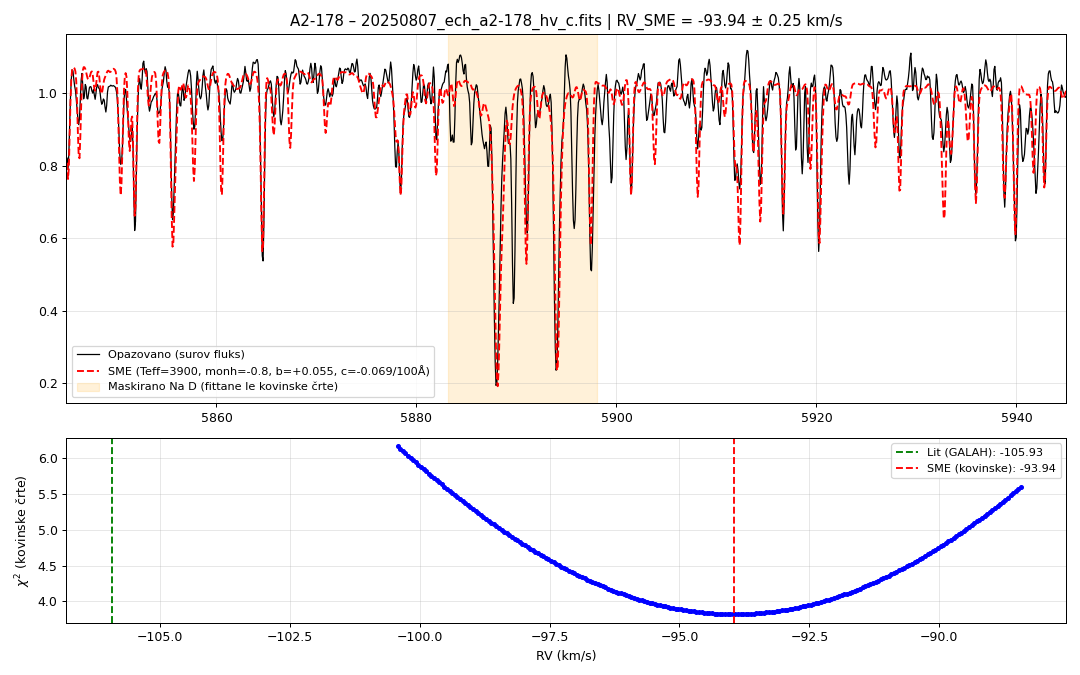 A2-178 – 20250807_ech_a2-178_hv_c.fits | RV_SME = -93.94 ± 0.25 km/s
1.0
0.8
0.6
0.4
0.2
Opazovano (surov fluks)
SME (Teff=3900, monh=-0.8, b=+0.055, c=-0.069/100Å)
Maskirano Na D (fittane le kovinske črte)
5860 5880 5900 5920 5940
6.0
5.5
5.0
4.5
4.0
χ² (kovinske črte)
Lit (GALAH): -105.93
SME (kovinske): -93.94
−105.0 −102.5 −100.0 −97.5 −95.0 −92.5 −90.0
RV (km/s)